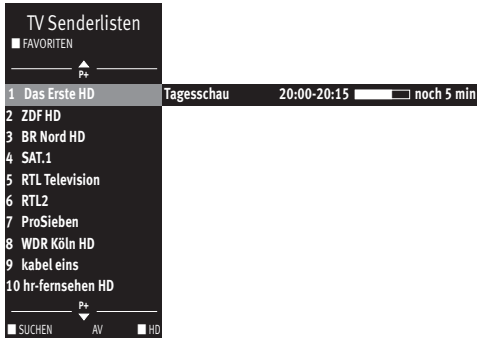 TV Senderlisten
FAVORITEN
P+
1 Das Erste HD Tagesschau 20:00-20:15 noch 5 min
2 ZDF HD
3 BR Nord HD
4 SAT.1
5 RTL Television
6 RTL2
7 ProSieben
8 WDR Köln HD
9 kabel eins
10 hr-fernsehen HD
P+
SUCHEN AV HD